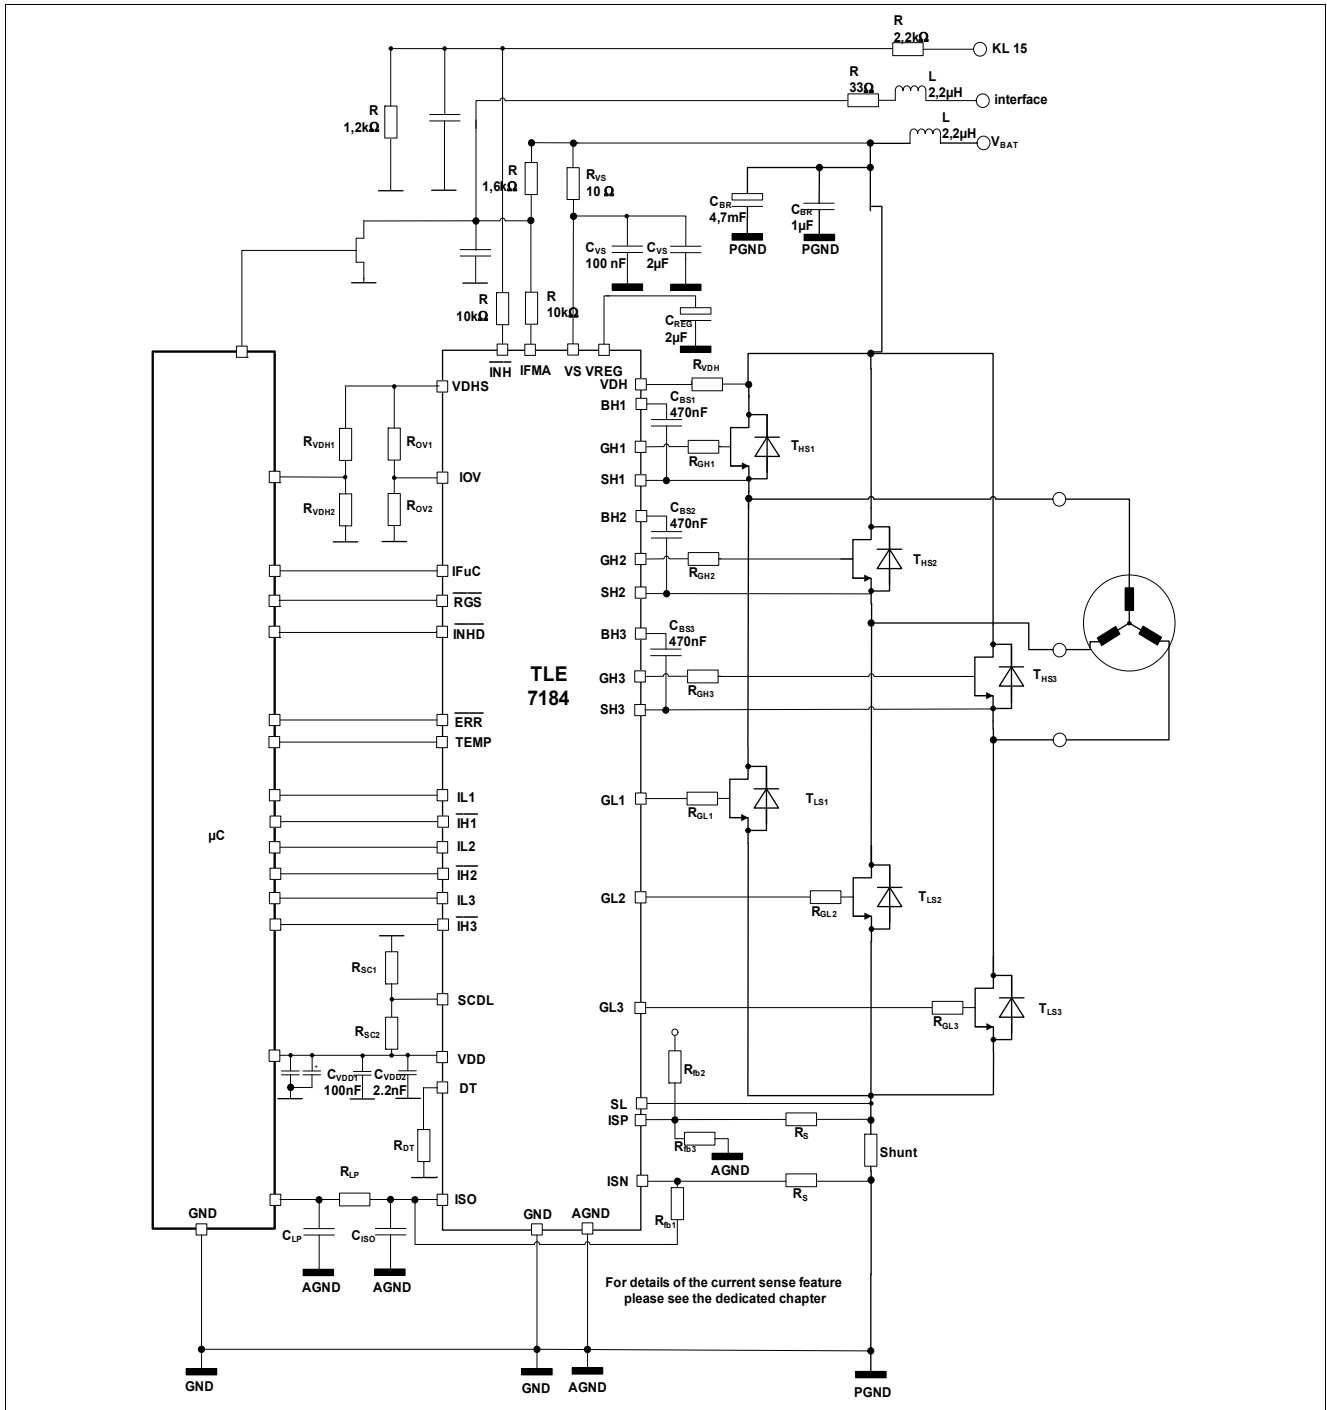 R
2,2kΩ
KL 15
R
33Ω
L
2,2µH
interface
R
1,2kΩ
L
2,2µH
VBAT
R
1,6kΩ
RVS
10 Ω
CBR
4,7mF
CBR
1µF
PGND
PGND
CVS
100 nF
CVS
2µF
R
10kΩ
R
10kΩ
CREG
2µF
INH
IFMA
VS
VREG
RVDH
VDHS
VDH
BH1
CBS1
470nF
RVDH1
ROV1
GH1
RGH1
THS1
IOV
SH1
RVDH2
ROV2
BH2
CBS2
470nF
IFuC
GH2
RGH2
THS2
RGS
SH2
INHD
BH3
CBS3
470nF
TLE
7184
GH3
RGH3
THS3
SH3
ERR
TEMP
IL1
GL1
RGL1
TLS1
IH1
µC
IL2
IH2
IL3
GL2
RGL2
TLS2
IH3
RSC1
SCDL
GL3
RGL3
TLS3
RSC2
VDD
CVDD1
100nF
CVDD2
2.2nF
+
Rfb2
DT
SL
ISP
RS
RDT
Rfb3
AGND
Shunt
RLP
ISN
RS
ISO
GND
GND
AGND
Rfb1
CLP
CISO
AGND
AGND
For details of the current sense feature
please see the dedicated chapter
GND
GND
AGND
PGND